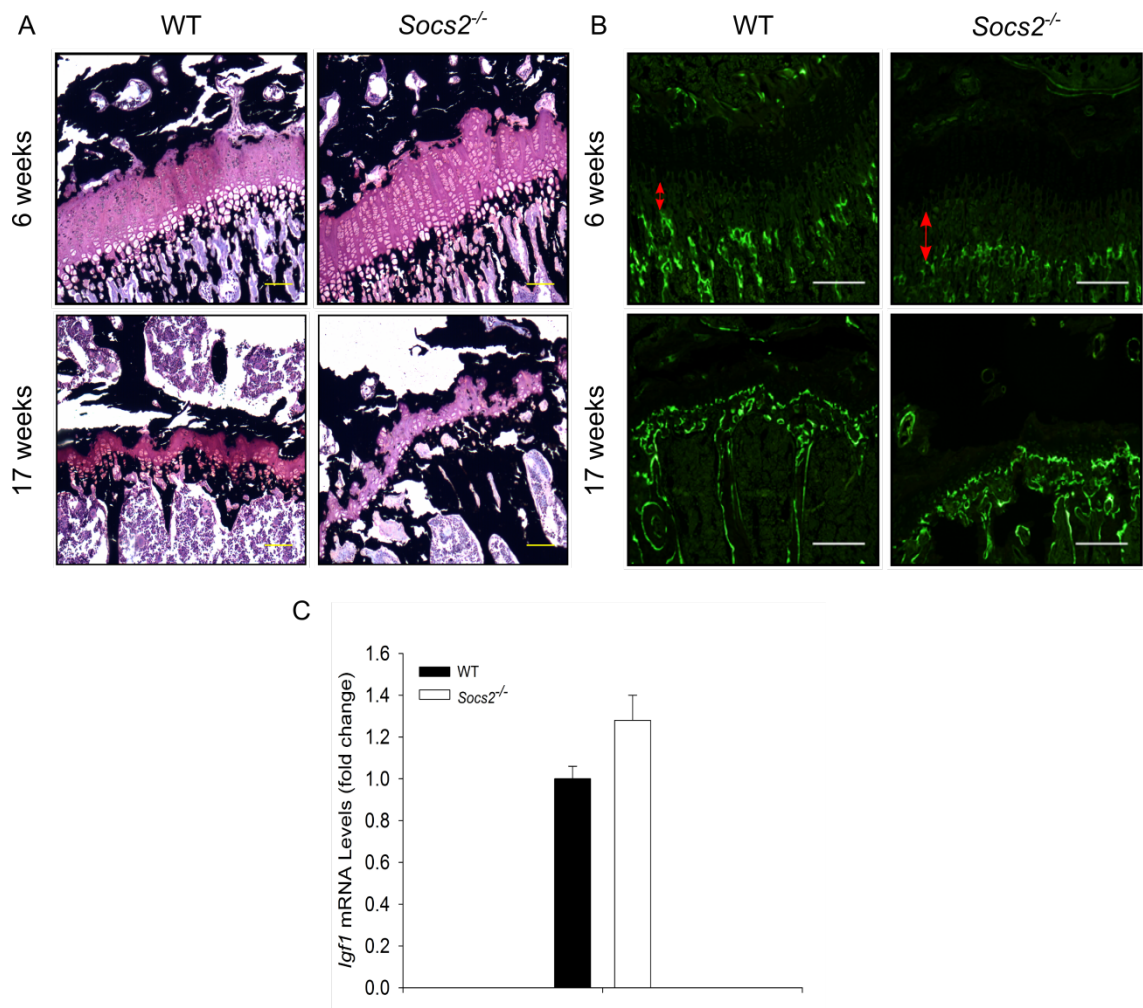 A
WT
Socs2-/-
6 weeks
17 weeks
B
WT
Socs2-/-
6 weeks
17 weeks
C
Igf1 mRNA Levels (fold change)
1.6
1.4
1.2
1.0
0.8
0.6
0.4
0.2
0.0
WT
Socs2-/-